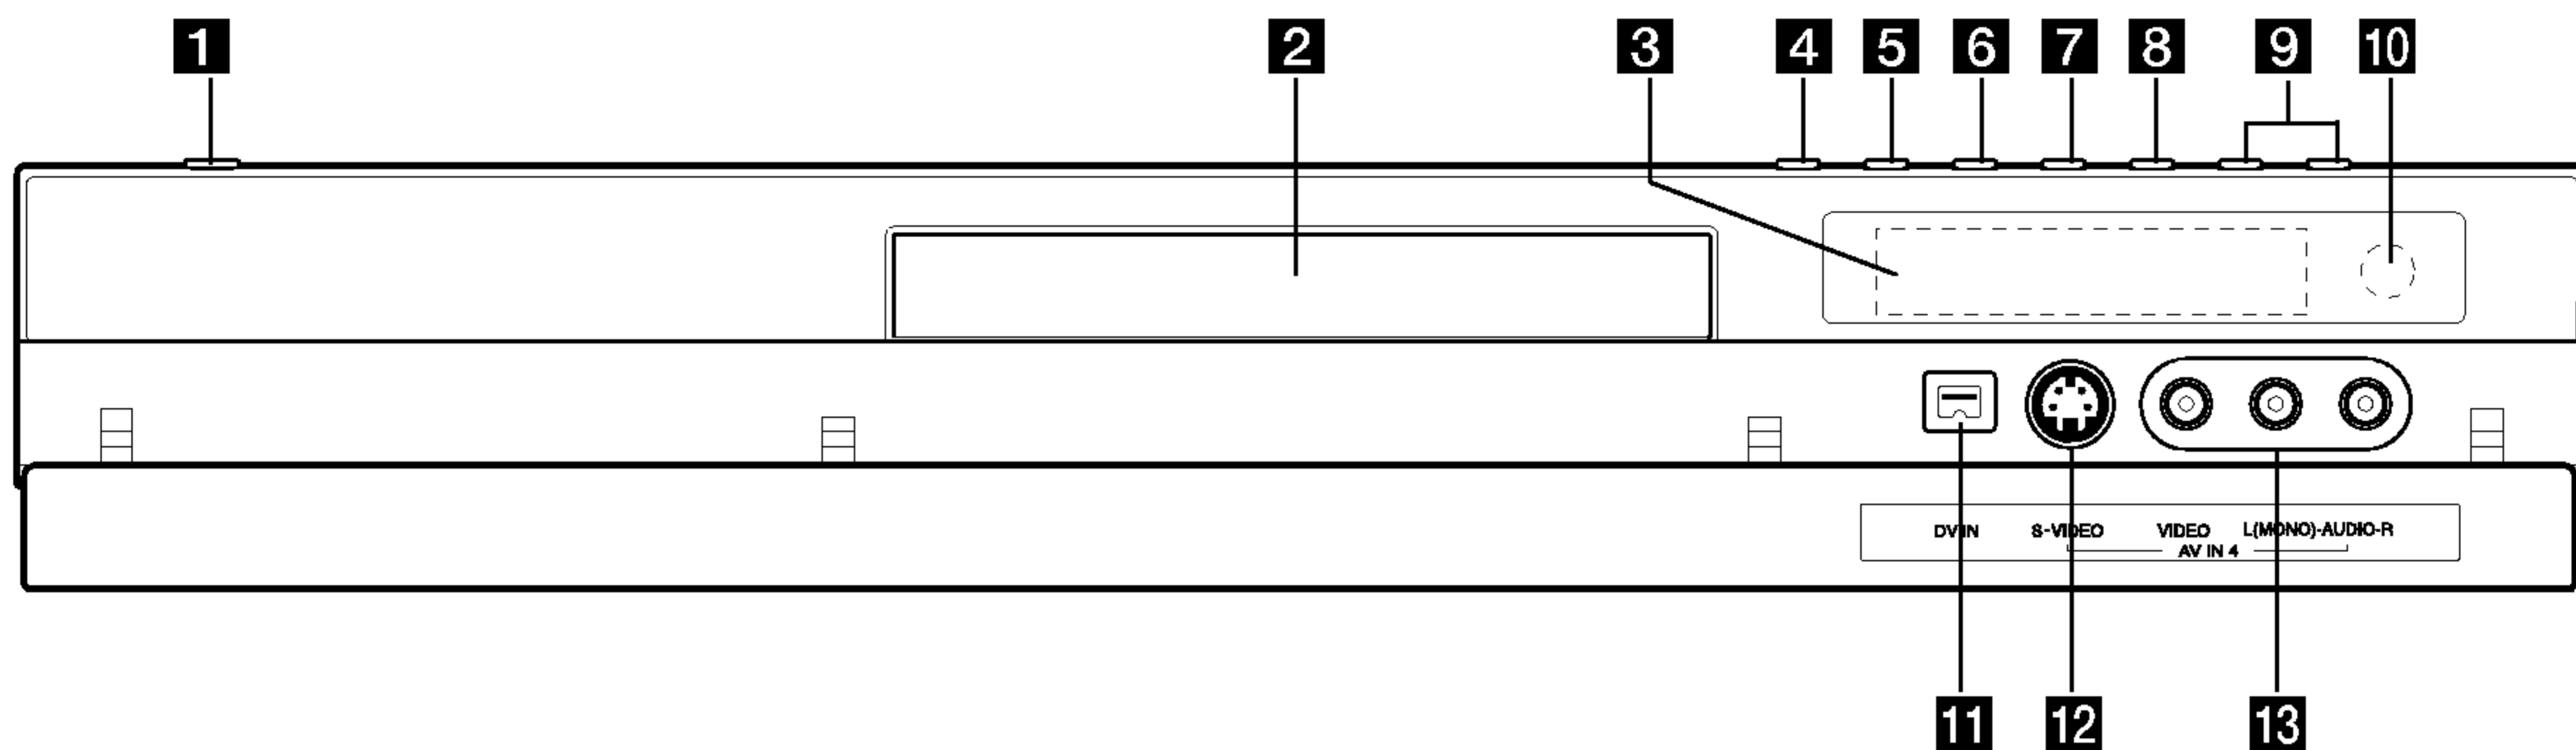 1 2 3 4 5 6 7 8 9 10
DV IN S-VIDEO VIDEO L(MONO)-AUDIO-R
AV IN 4
11 12 13